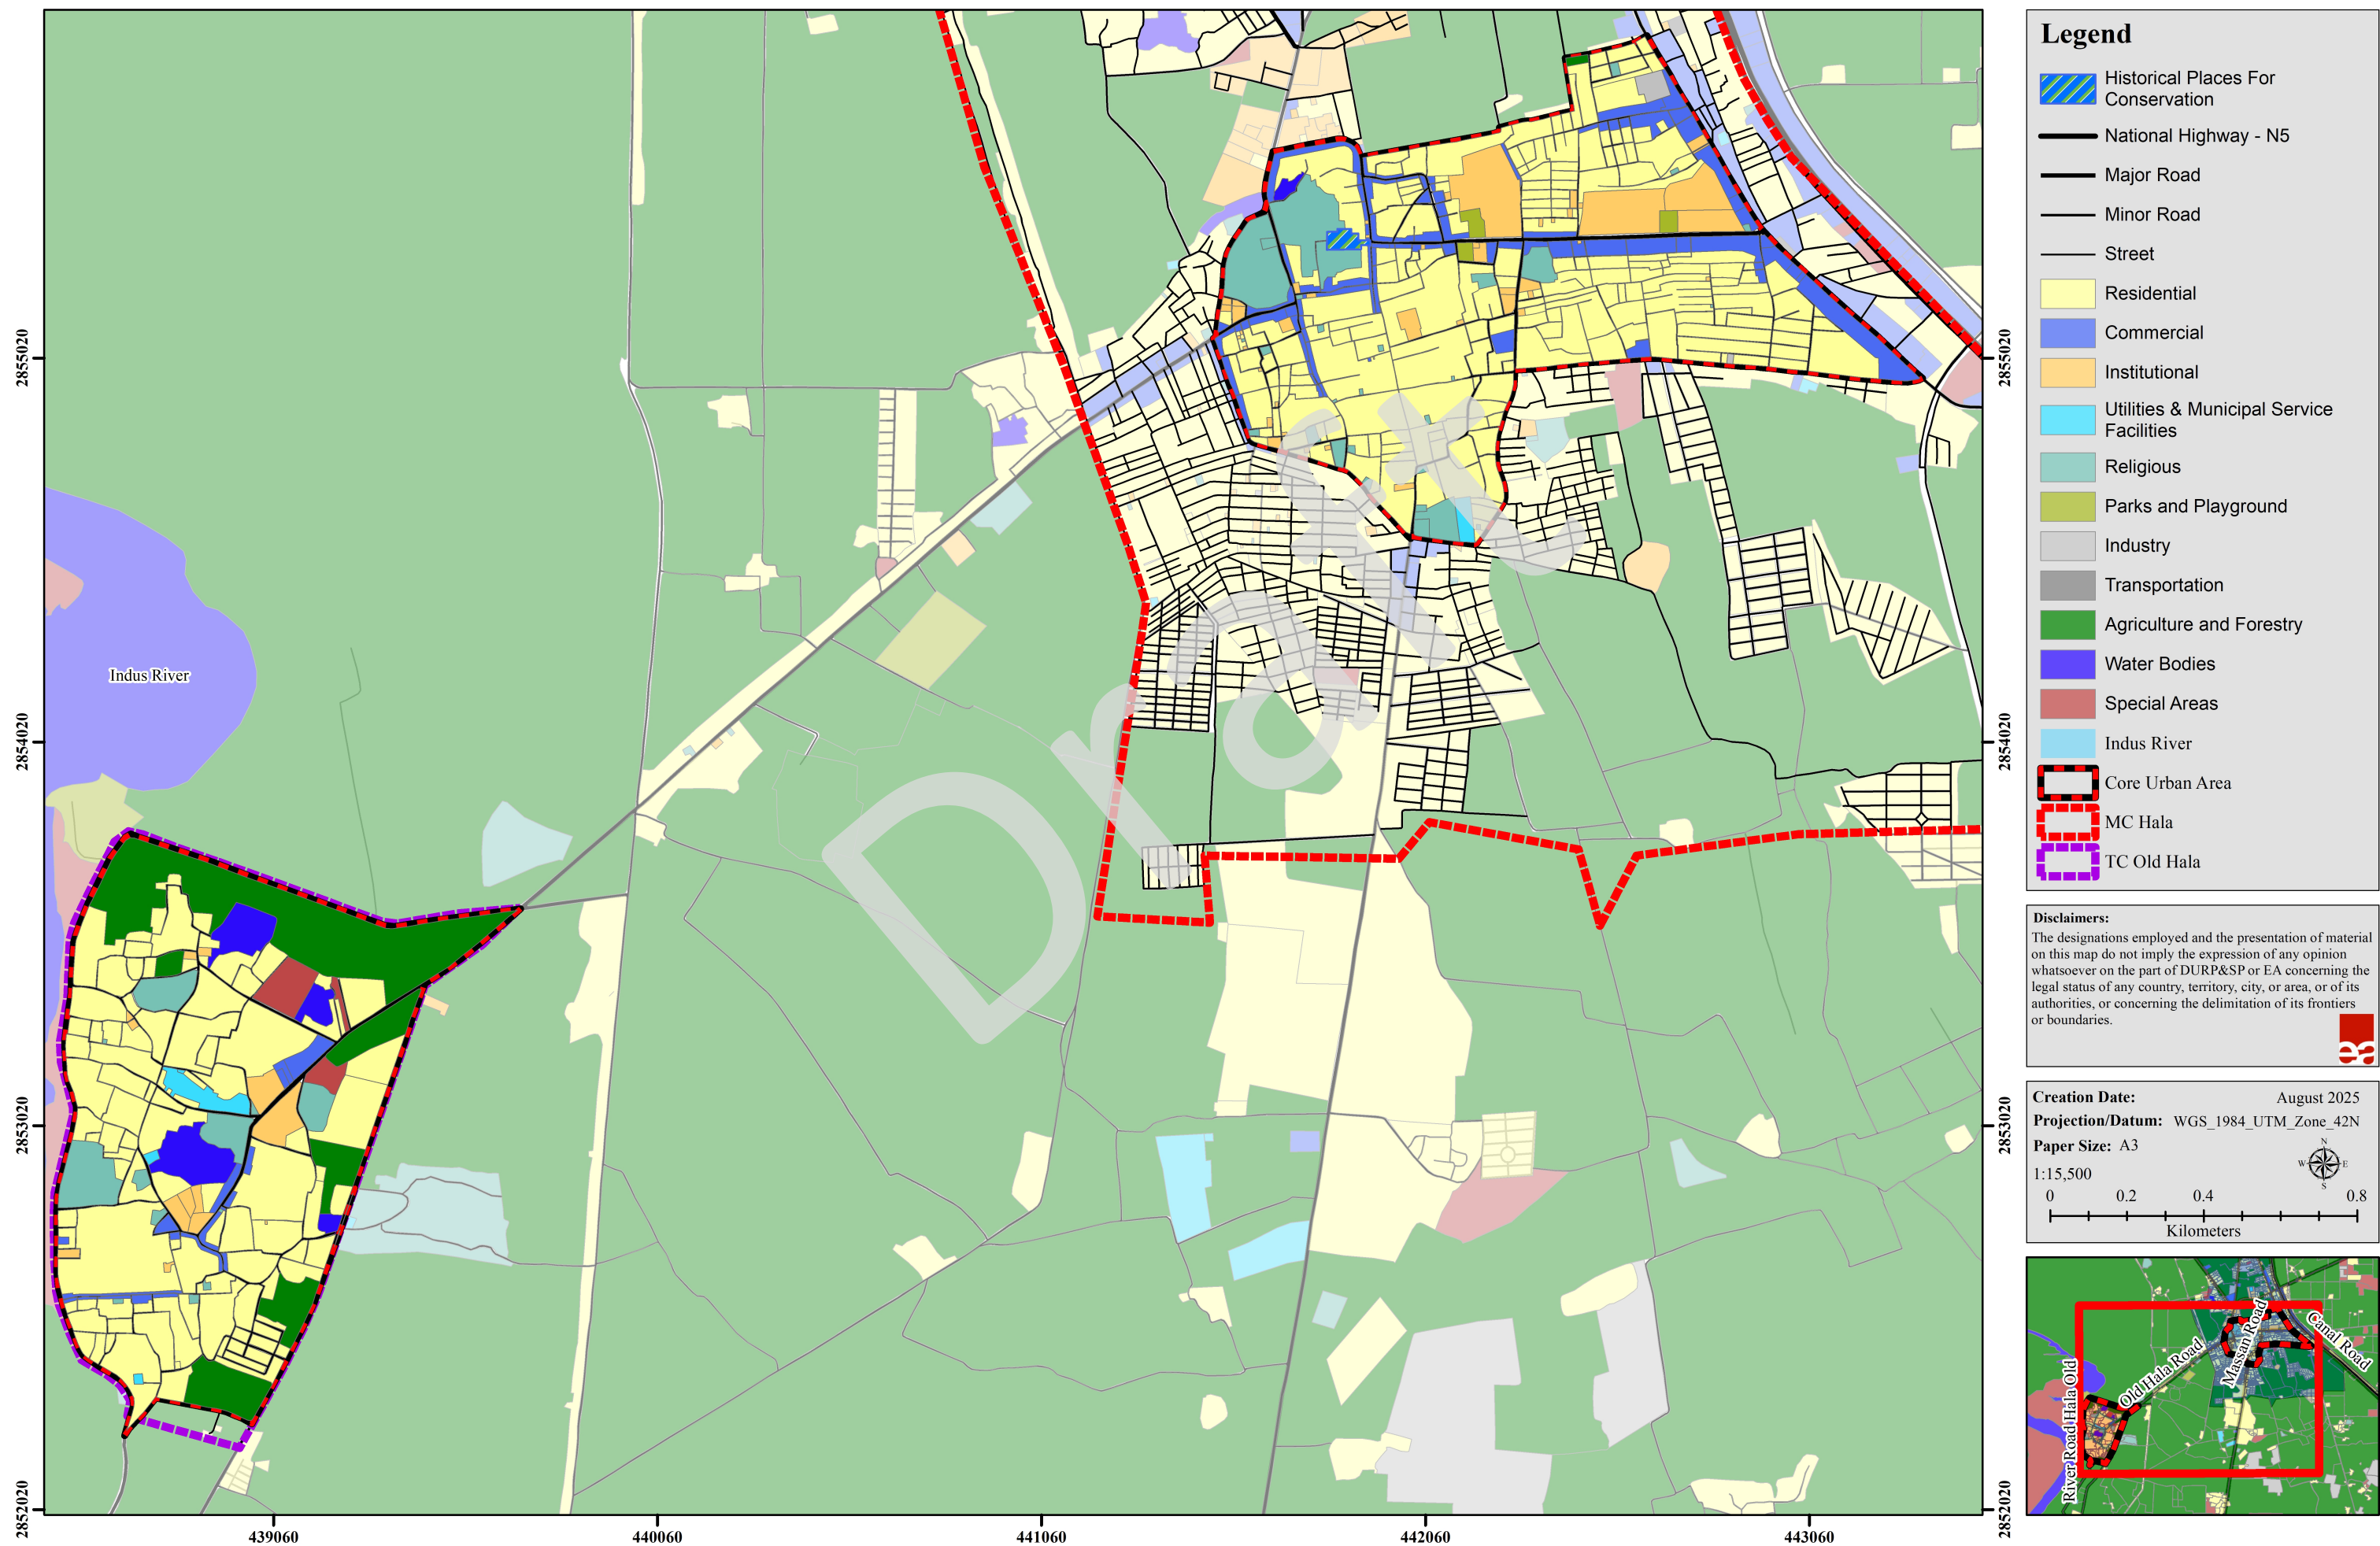 Legend
Historical Places For
Conservation
National Highway - N5
Major Road
Minor Road
Street
Residential
Commercial
Institutional
Utilities & Municipal Service
Facilities
Religious
Parks and Playground
Industry
Transportation
Agriculture and Forestry
Water Bodies
Special Areas
Indus River
Core Urban Area
MC Hala
TC Old Hala
Disclaimers:
The designations employed and the presentation of material
on this map do not imply the expression of any opinion
whatsoever on the part of DURP&SP or EA concerning the
legal status of any country, territory, city, or area, or of its
authorities, or concerning the delimitation of its frontiers
or boundaries.
ea
Creation Date: August 2025
Projection/Datum: WGS_1984_UTM_Zone_42N
Paper Size: A3
1:15,500
N
W E
S
0 0.2 0.4 0.8
Kilometers
River Road Hala Old
Old Hala Road
Massan Road
Canal Road
Indus River
Draft
2855020
2854020
2853020
2852020
2855020
2854020
2853020
2852020
439060
440060
441060
442060
443060